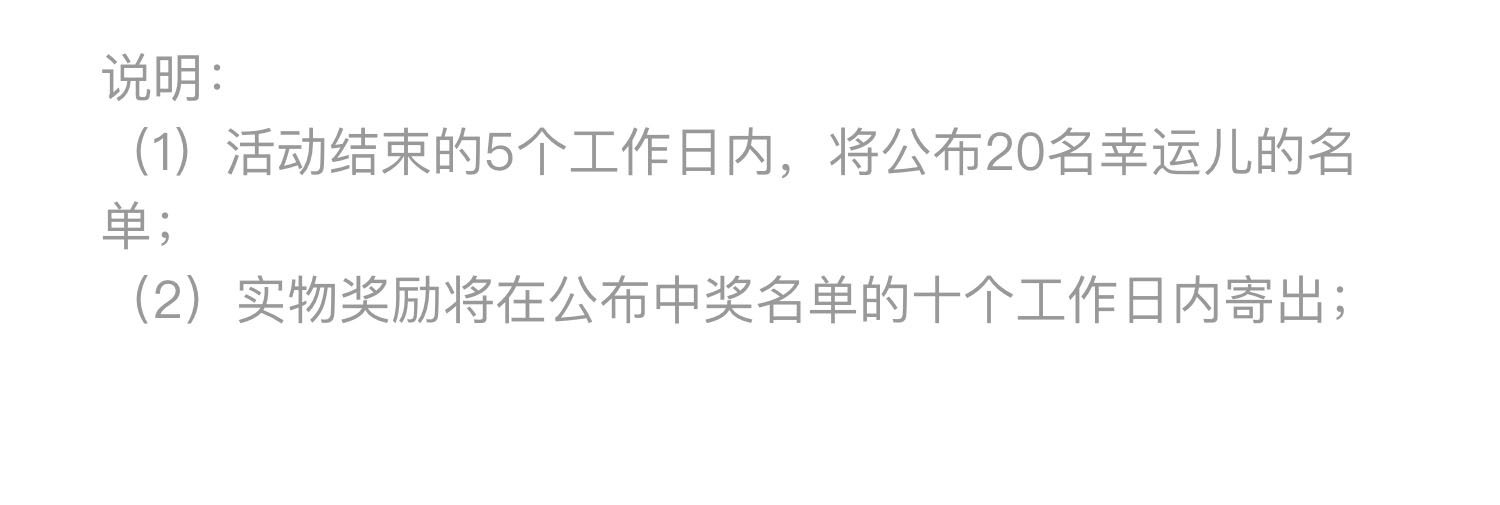 说明：
（1）活动结束的5个工作日内，将公布20名幸运儿的名
单；
（2）实物奖励将在公布中奖名单的十个工作日内寄出；